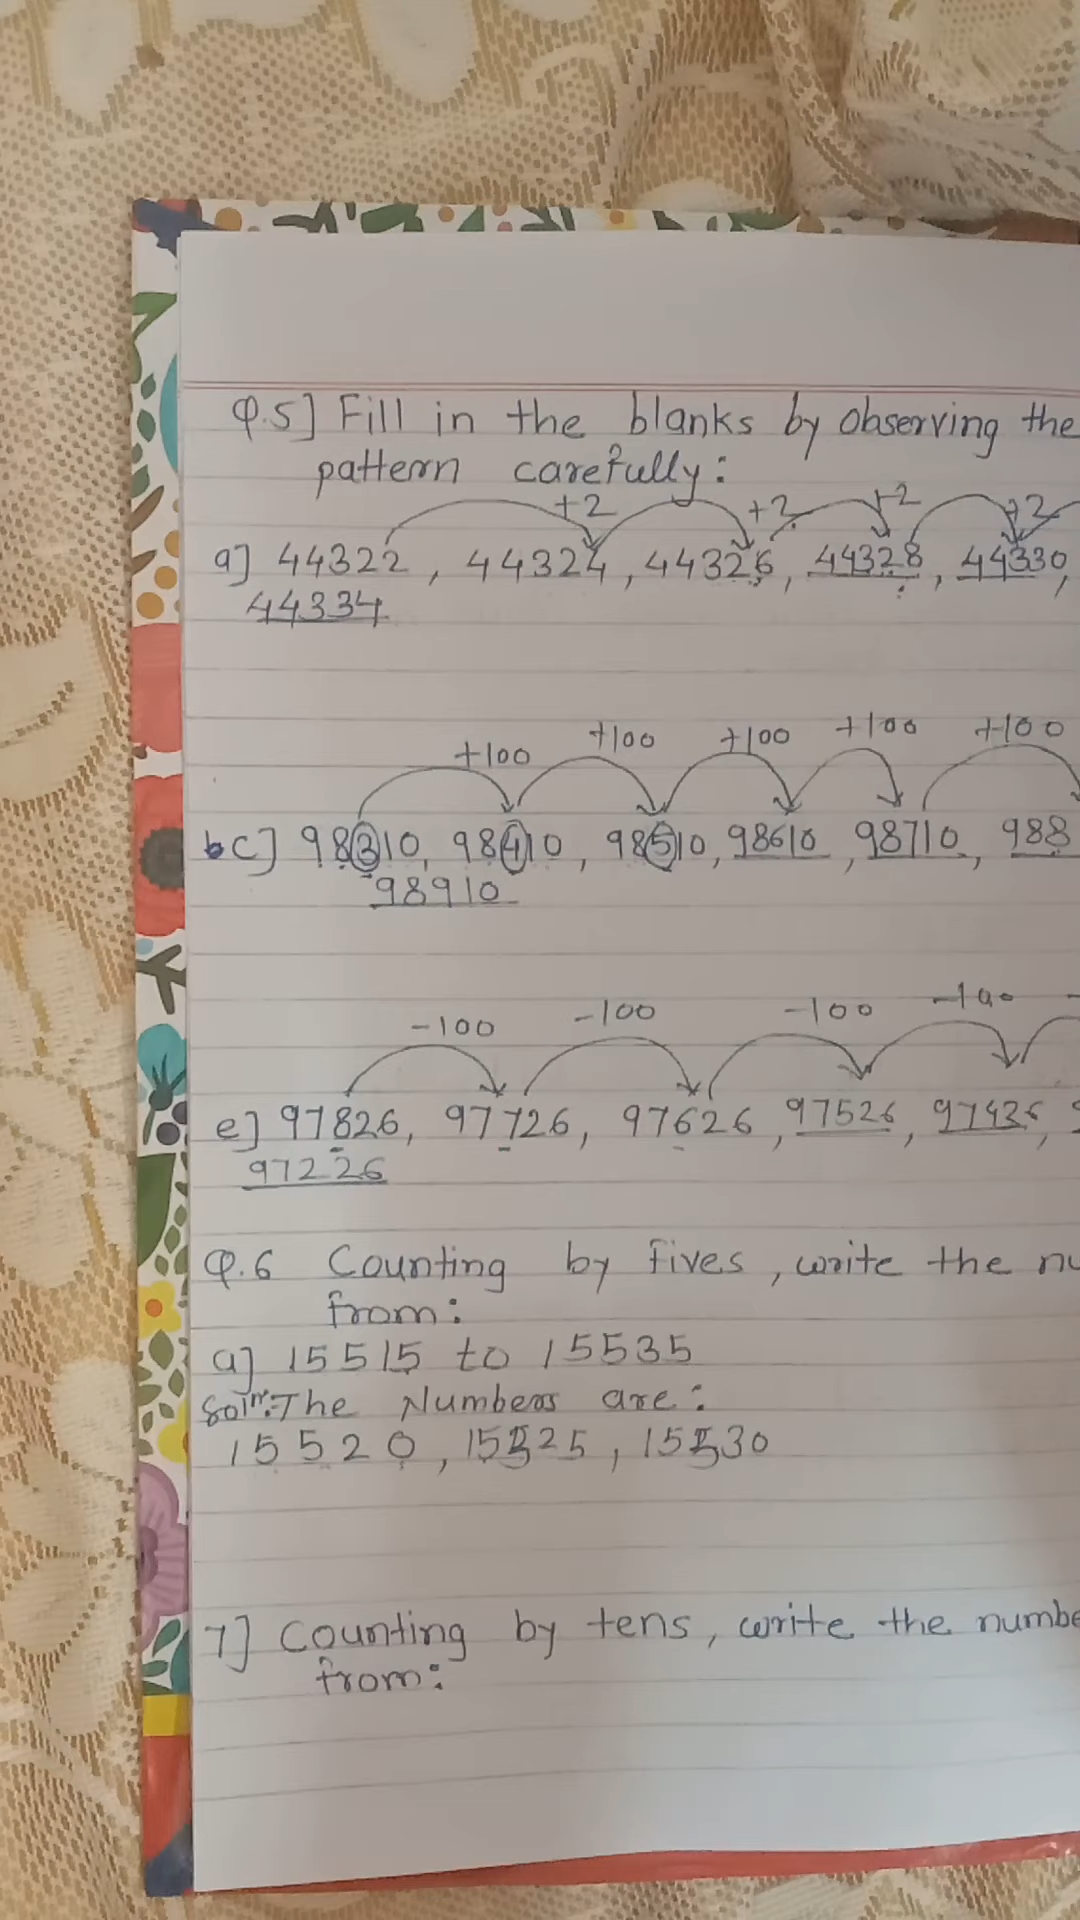 Q.5] Fill in the blanks by observing the
pattern carefully:
+2 +2 +2 +2
a] 44322, 44324, 44326, 44328, 44330,
44334
+100 +100 +100 +100 +100
c] 98310, 98410, 98510, 98610, 98710, 988
98910
-100 -100 -100 -100
e] 97826, 97726, 97626, 97526, 97426,
97226
Q.6 Counting by fives, write the nu
from:
a] 15515 to 15535
Soln: The Numbers are:
15520, 15525, 15530
7] Counting by tens, write the numbe
from: